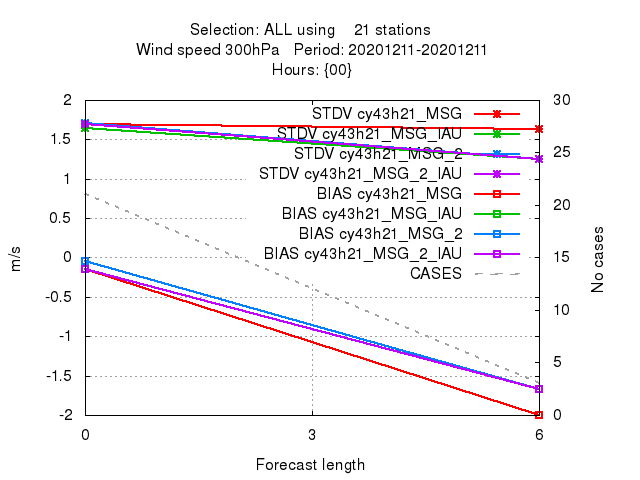 Selection: ALL using 21 stations
Wind speed 300hPa Period: 20201211-20201211
Hours: {00}
2 30
STDV cy43h21_MSG
1.5 STDV cy43h21_MSG_IAU
STDV cy43h21_MSG_2 25
1 STDV cy43h21_MSG_2_IAU
BIAS cy43h21_MSG 20
0.5 BIAS cy43h21_MSG_IAU
BIAS cy43h21_MSG_2
0 BIAS cy43h21_MSG_2_IAU 15
CASES
-0.5
10
-1
5
-1.5
-2 0
0 3 6
m/s
No cases
Forecast length